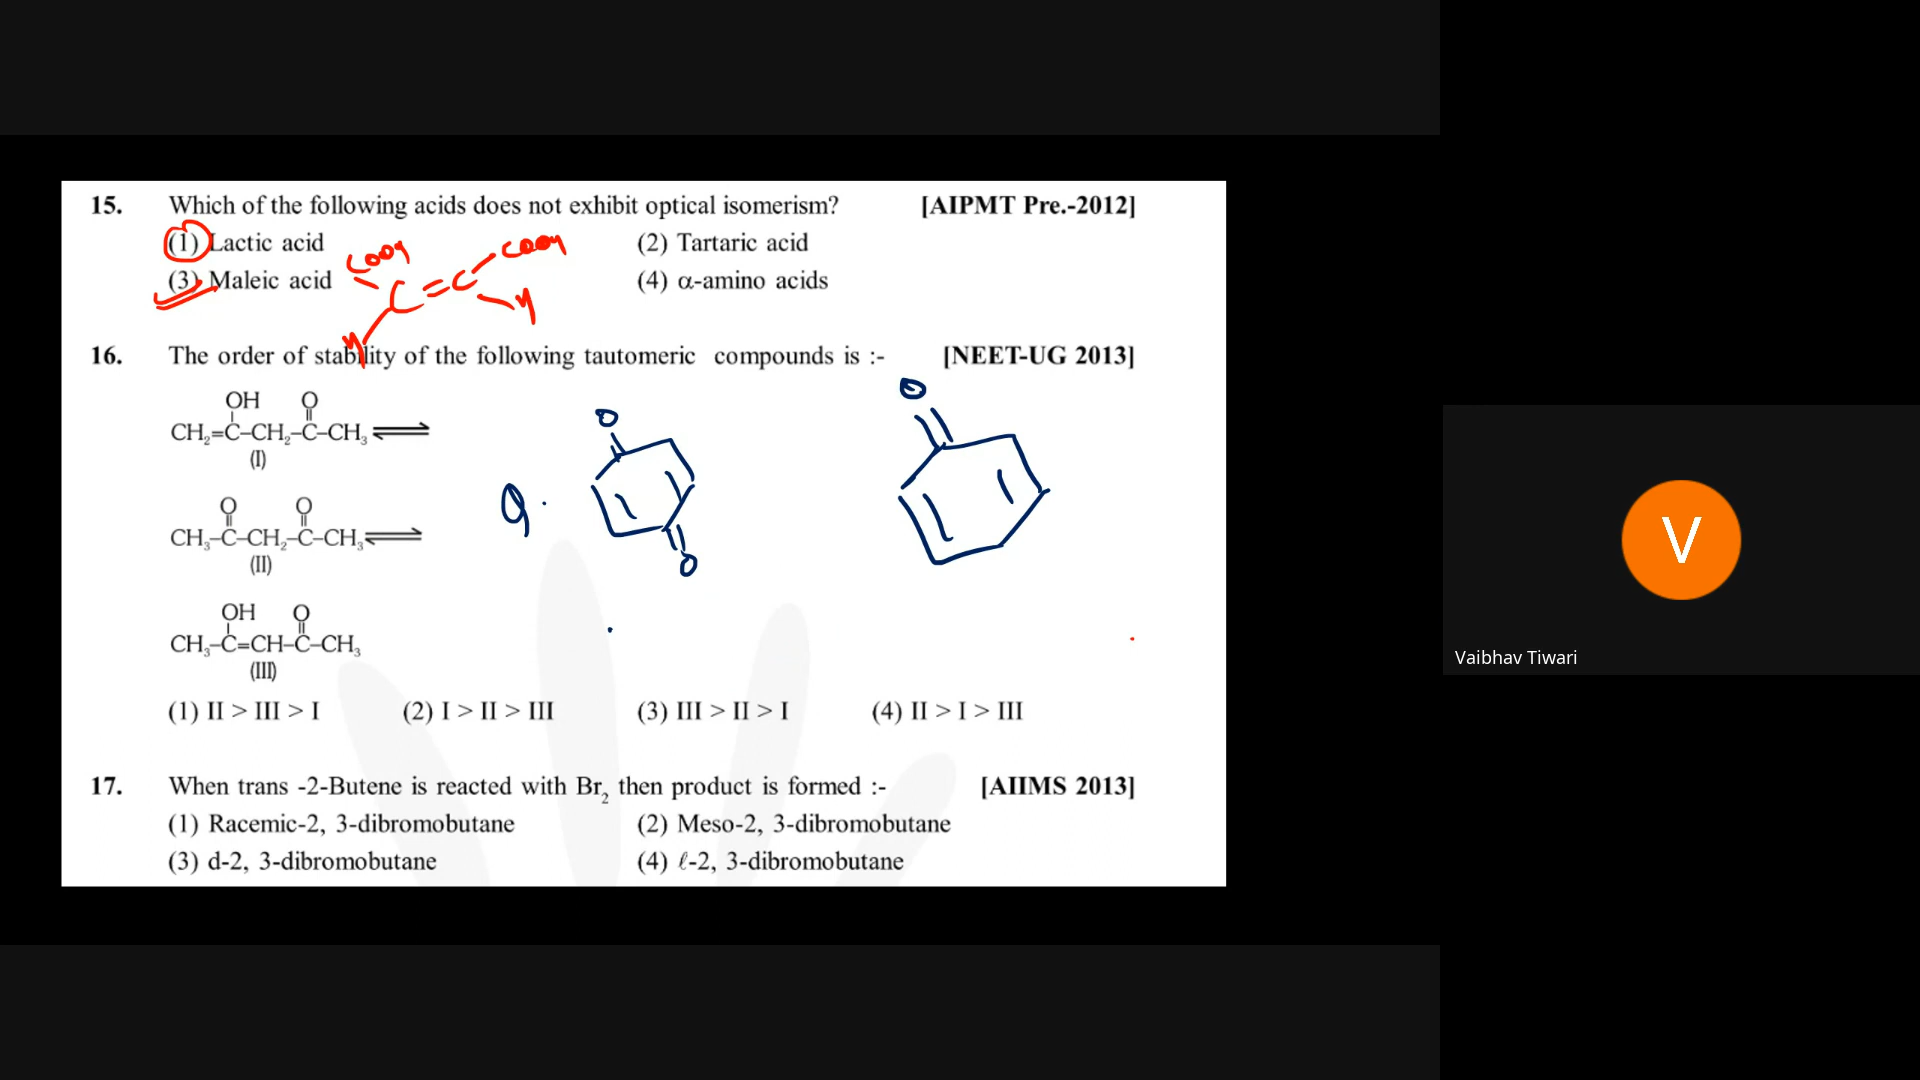 15. Which of the following acids does not exhibit optical isomerism? [AIPMT Pre.-2012]
(1) Lactic acid (2) Tartaric acid
(3) Maleic acid (4) α-amino acids
COOH C=C COOH
H H
16. The order of stability of the following tautomeric compounds is :- [NEET-UG 2013]
OH O
CH₂=C–CH₂–C–CH₃ ⇌
(I)
O O
CH₃–C–CH₂–C–CH₃ ⇌
(II)
OH O
CH₃–C=CH–C–CH₃
(III)
Q. O O
O
(1) II > III > I (2) I > II > III (3) III > II > I (4) II > I > III
17. When trans -2-Butene is reacted with Br₂ then product is formed :- [AIIMS 2013]
(1) Racemic-2, 3-dibromobutane (2) Meso-2, 3-dibromobutane
(3) d-2, 3-dibromobutane (4) ℓ-2, 3-dibromobutane
V
Vaibhav Tiwari